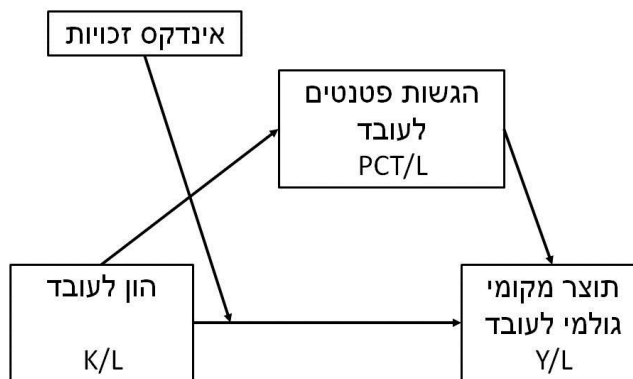 אינדקס זכויות
הגשות פטנטים
לעובד
PCT/L
הון לעובד
K/L
תוצר מקומי
גולמי לעובד
Y/L